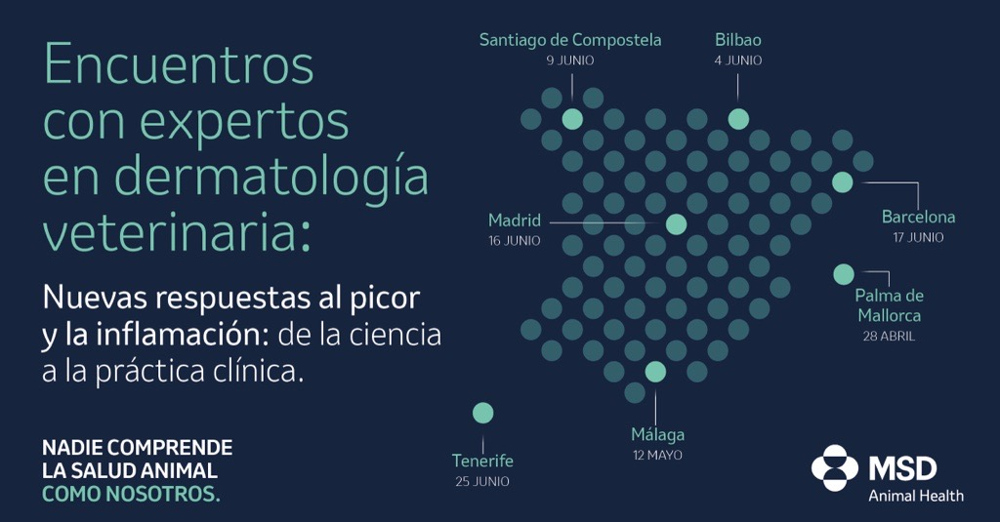 Encuentros
con expertos
en dermatología
veterinaria:
Nuevas respuestas al picor
y la inflamación: de la ciencia
a la práctica clínica.
NADIE COMPRENDE
LA SALUD ANIMAL
COMO NOSOTROS.
Santiago de Compostela
9 JUNIO
Bilbao
4 JUNIO
Madrid
16 JUNIO
Barcelona
17 JUNIO
Palma de
Mallorca
28 ABRIL
Málaga
12 MAYO
Tenerife
25 JUNIO
MSD
Animal Health